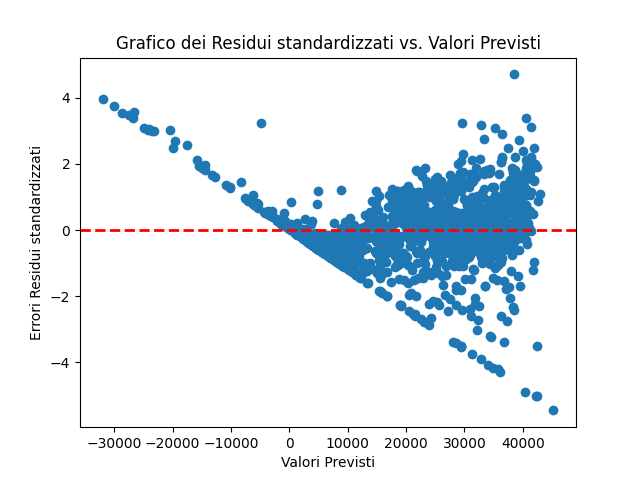 Grafico dei Residui standardizzati vs. Valori Previsti
Errori Residui standardizzati
4
2
0
−2
−4
−30000 −20000 −10000 0 10000 20000 30000 40000
Valori Previsti